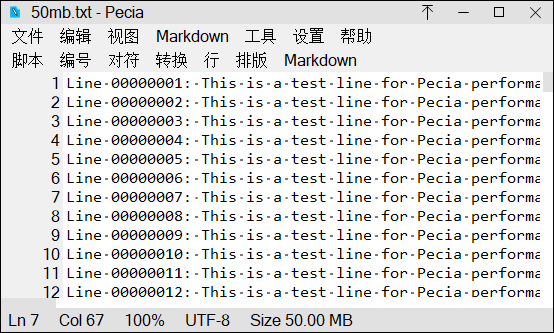 50mb.txt - Pecia
文件 编辑 视图 Markdown 工具 设置 帮助
脚本 编号 对符 转换 行 排版 Markdown
1 Line·00000001:·This·is·a·test·line·for·Pecia·performa
2 Line·00000002:·This·is·a·test·line·for·Pecia·performa
3 Line·00000003:·This·is·a·test·line·for·Pecia·performa
4 Line·00000004:·This·is·a·test·line·for·Pecia·performa
5 Line·00000005:·This·is·a·test·line·for·Pecia·performa
6 Line·00000006:·This·is·a·test·line·for·Pecia·performa
7 Line·00000007:·This·is·a·test·line·for·Pecia·performa
8 Line·00000008:·This·is·a·test·line·for·Pecia·performa
9 Line·00000009:·This·is·a·test·line·for·Pecia·performa
10 Line·00000010:·This·is·a·test·line·for·Pecia·performa
11 Line·00000011:·This·is·a·test·line·for·Pecia·performa
12 Line·00000012:·This·is·a·test·line·for·Pecia·performa
Ln 7 Col 67 100% UTF-8 Size 50.00 MB